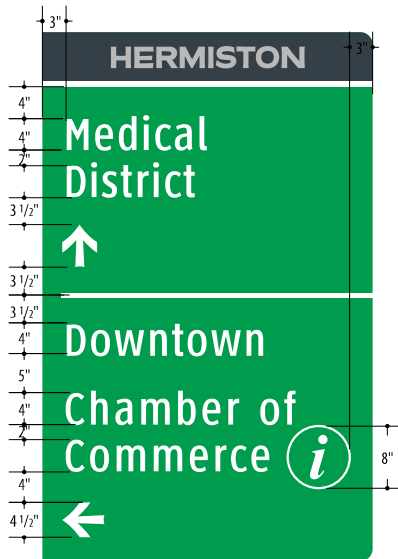 3"
HERMISTON
3"
4"
4"
Medical
2"
District
3 1/2"
3 1/2"
3 1/2"
4"
Downtown
5"
4"
Chamber of
2"
Commerce
i
8"
4"
4 1/2"